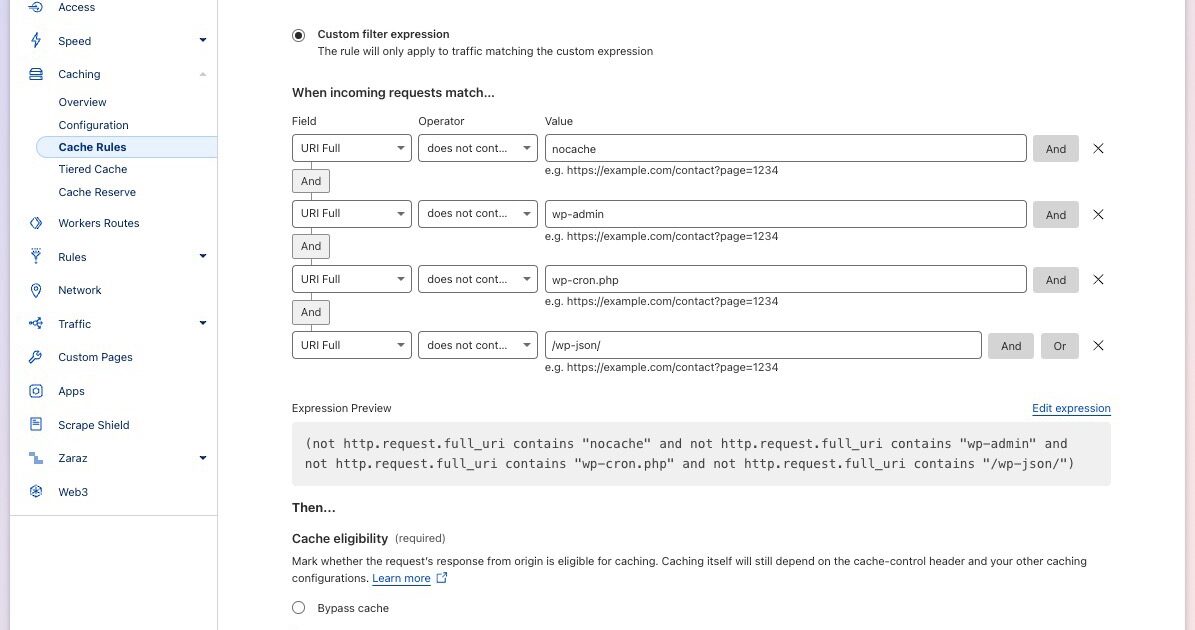 Access
Speed
Caching
Overview
Configuration
Cache Rules
Tiered Cache
Cache Reserve
Workers Routes
Rules
Network
Traffic
Custom Pages
Apps
Scrape Shield
Zaraz
Web3
Custom filter expression
The rule will only apply to traffic matching the custom expression
When incoming requests match...
Field Operator Value
URI Full does not cont... nocache And
e.g. https://example.com/contact?page=1234
And
URI Full does not cont... wp-admin And
e.g. https://example.com/contact?page=1234
And
URI Full does not cont... wp-cron.php And
e.g. https://example.com/contact?page=1234
And
URI Full does not cont... /wp-json/ And Or
e.g. https://example.com/contact?page=1234
Expression Preview Edit expression
(not http.request.full_uri contains "nocache" and not http.request.full_uri contains "wp-admin" and
not http.request.full_uri contains "wp-cron.php" and not http.request.full_uri contains "/wp-json/")
Then...
Cache eligibility (required)
Mark whether the request's response from origin is eligible for caching. Caching itself will still depend on the cache-control header and your other caching
configurations. Learn more
Bypass cache